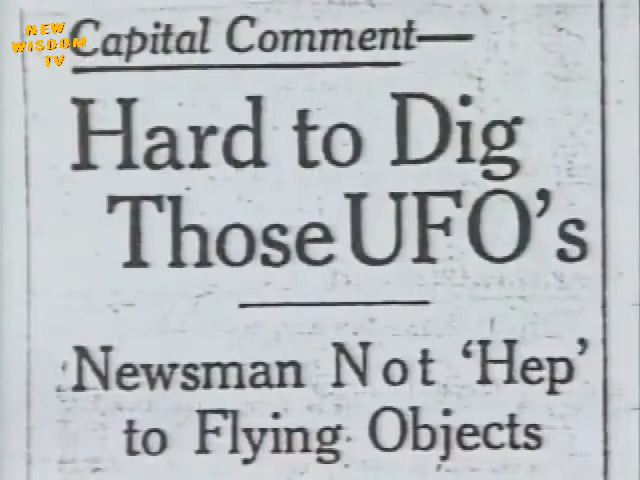 NEW
WISDOM
TV
Capital Comment—
Hard to Dig
Those UFO's
Newsman Not 'Hep'
to Flying Objects